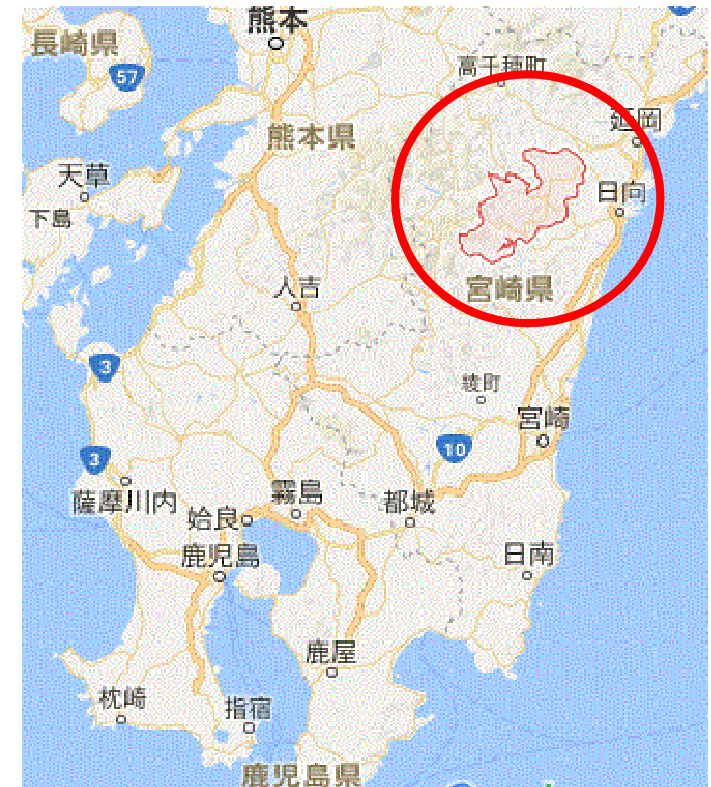 熊本
長崎県
57
高千穂町
延岡
熊本県
天草
日向
下島
宮崎県
人吉
3
綾町
宮崎
10
3
薩摩川内
霧島
都城
姶良
鹿児島
日南
鹿屋
枕崎
指宿
鹿児島県